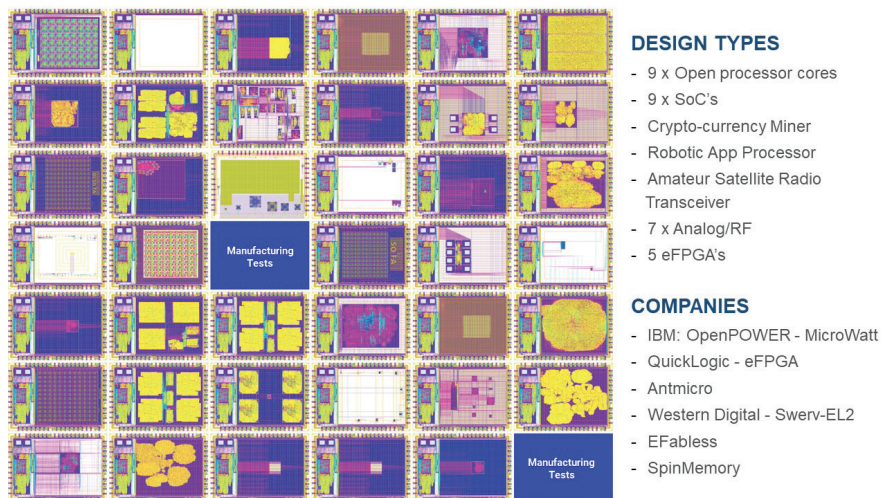 DESIGN TYPES
- 9 x Open processor cores
- 9 x SoC's
- Crypto-currency Miner
- Robotic App Processor
- Amateur Satellite Radio
Transceiver
- 7 x Analog/RF
- 5 eFPGA's
Manufacturing
Tests
SOFA
COMPANIES
- IBM: OpenPOWER - MicroWatt
- QuickLogic - eFPGA
- Antmicro
- Western Digital - Swerv-EL2
- EFabless
- SpinMemory
Manufacturing
Tests